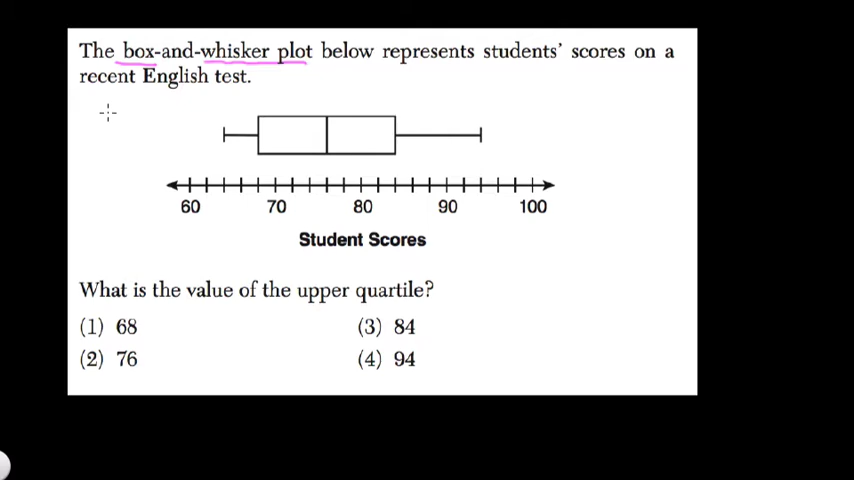 The box-and-whisker plot below represents students' scores on a
recent English test.
60 70 80 90 100
Student Scores
What is the value of the upper quartile?
(1) 68 (3) 84
(2) 76 (4) 94